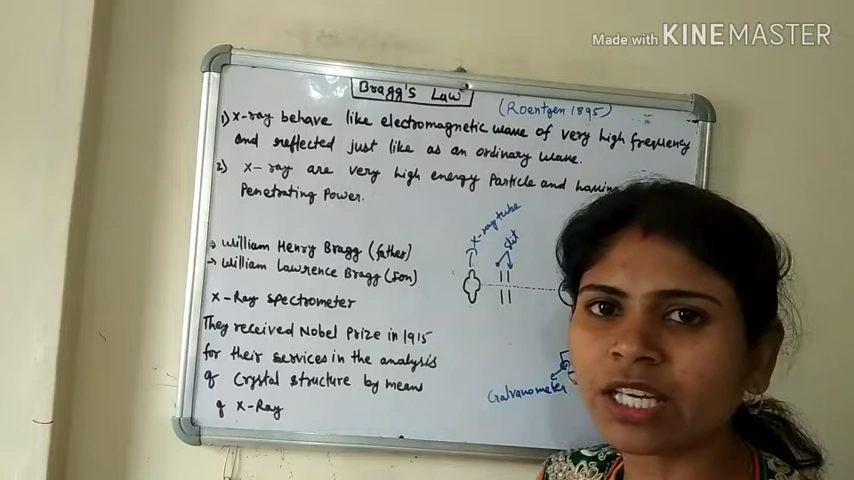 Made with KINEMASTER
Bragg's Law
(Roentgen 1895)
1) X-ray behave like electromagnetic wave of very high frequency
and reflected just like as an ordinary wave.
2) X-ray are very high energy Particle and having
Penetrating Power.
→ William Henry Bragg (father)
→ William Lawrence Bragg (son)
X-Ray spectrometer
They received Nobel Prize in 1915
for their services in the analysis
of Crystal structure by means
of X-Ray
X-ray tube
Slit
Galvanometer